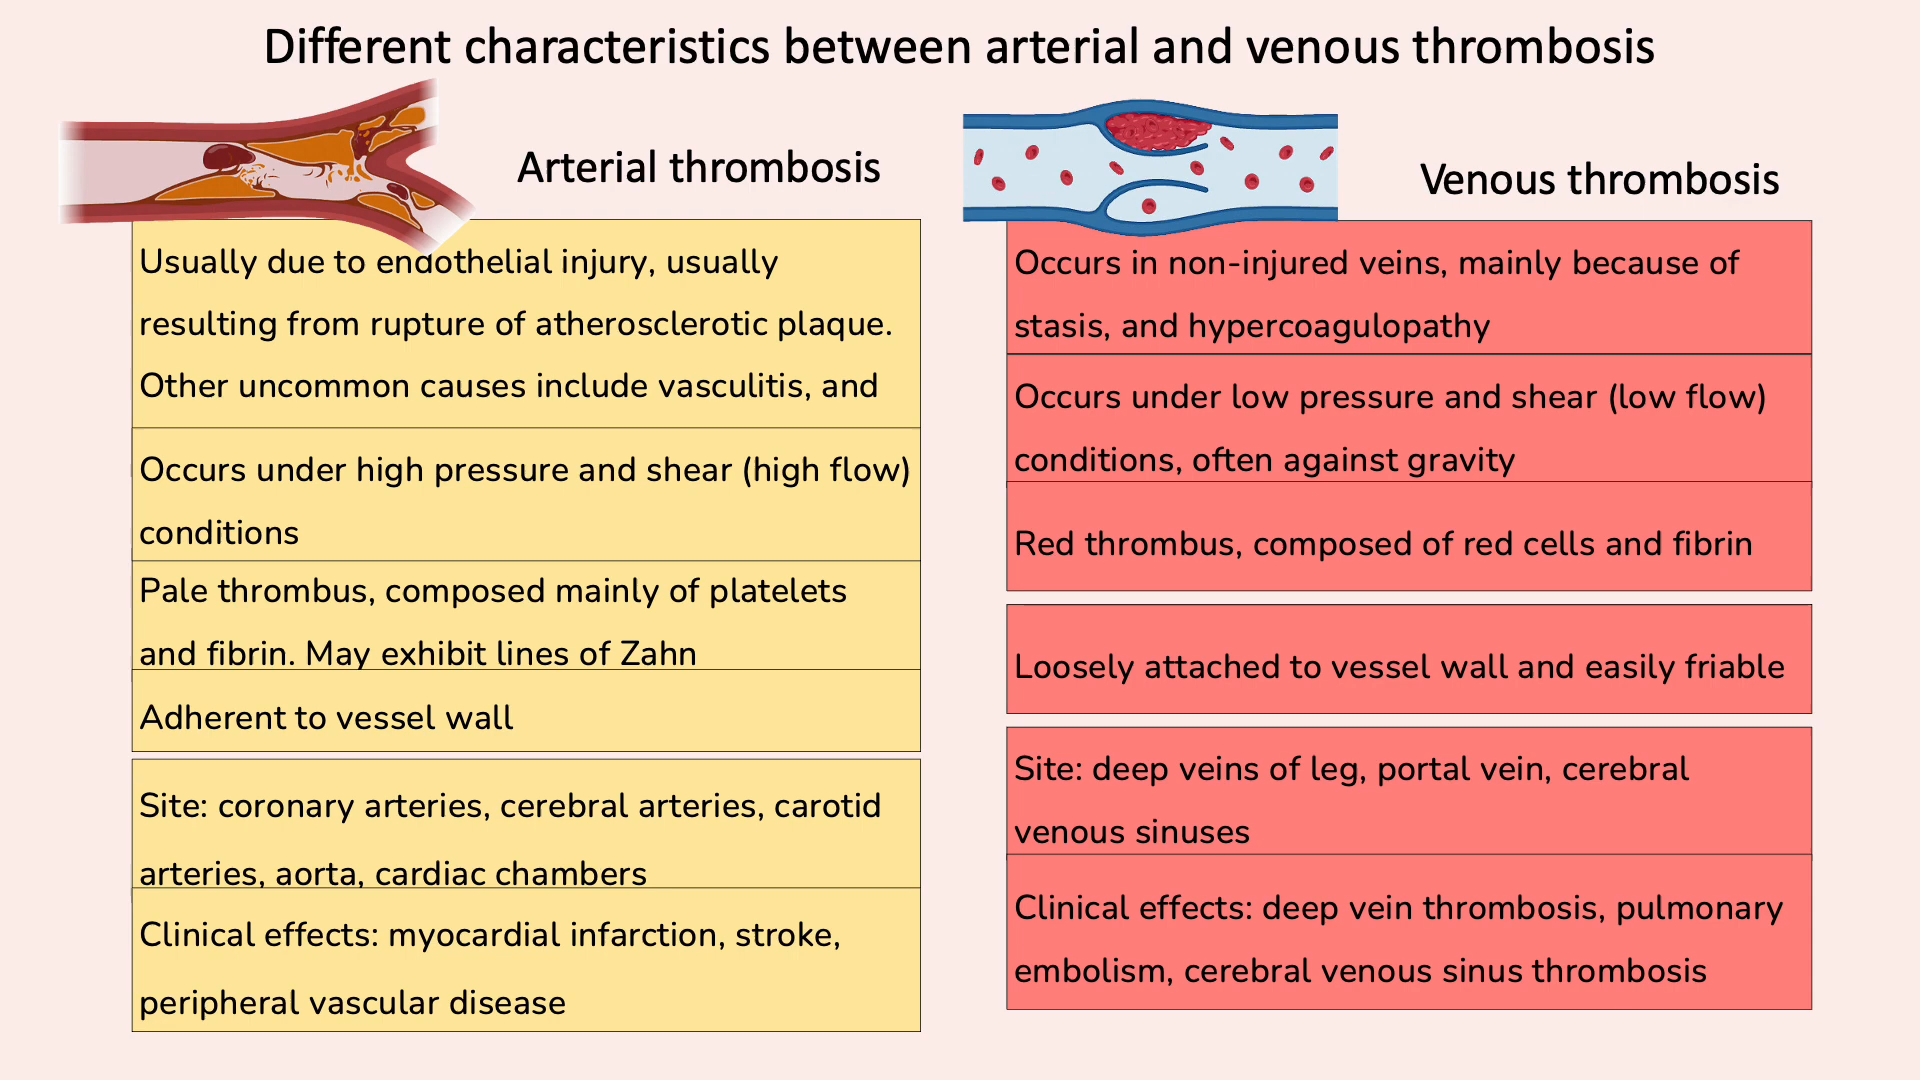 Different characteristics between arterial and venous thrombosis
Arterial thrombosis
Usually due to endothelial injury, usually
resulting from rupture of atherosclerotic plaque.
Other uncommon causes include vasculitis, and
Occurs under high pressure and shear (high flow)
conditions
Pale thrombus, composed mainly of platelets
and fibrin. May exhibit lines of Zahn
Adherent to vessel wall
Site: coronary arteries, cerebral arteries, carotid
arteries, aorta, cardiac chambers
Clinical effects: myocardial infarction, stroke,
peripheral vascular disease
Venous thrombosis
Occurs in non-injured veins, mainly because of
stasis, and hypercoagulopathy
Occurs under low pressure and shear (low flow)
conditions, often against gravity
Red thrombus, composed of red cells and fibrin
Loosely attached to vessel wall and easily friable
Site: deep veins of leg, portal vein, cerebral
venous sinuses
Clinical effects: deep vein thrombosis, pulmonary
embolism, cerebral venous sinus thrombosis